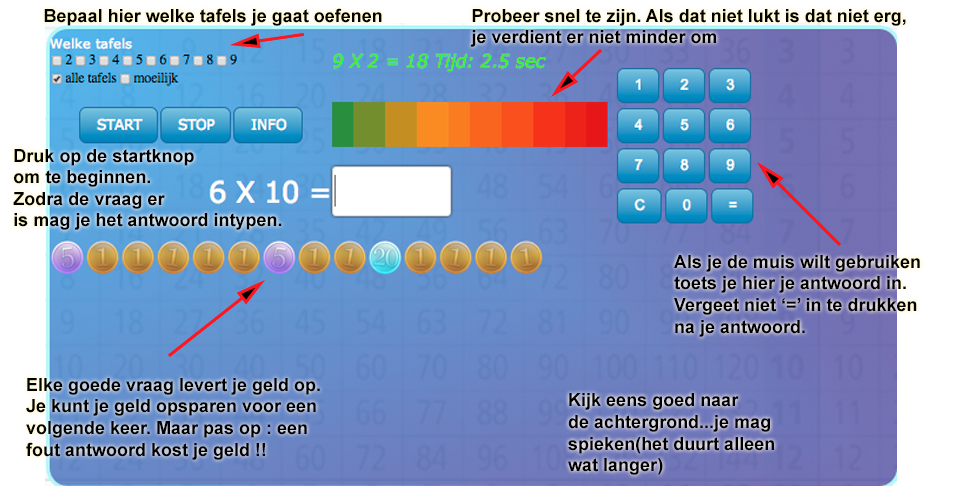 Bepaal hier welke tafels je gaat oefenen
Probeer snel te zijn. Als dat niet lukt is dat niet erg,
je verdient er niet minder om
Welke tafels
2 3 4 5 6 7 8 9
alle tafels moeilijk
9 X 2 = 18 Tijd: 2.5 sec
START STOP INFO
1 2 3
4 5 6
7 8 9
C 0 =
Druk op de startknop
om te beginnen.
Zodra de vraag er
is mag je het antwoord intypen.
6 X 10 =
5 1 1 1 1 1 5 1 1 20 1 1 1 1
Als je de muis wilt gebruiken
toets je hier je antwoord in.
Vergeet niet ‘=’ in te drukken
na je antwoord.
Elke goede vraag levert je geld op.
Je kunt je geld opsparen voor een
volgende keer. Maar pas op : een
fout antwoord kost je geld !!
Kijk eens goed naar
de achtergrond...je mag
spieken(het duurt alleen
wat langer)